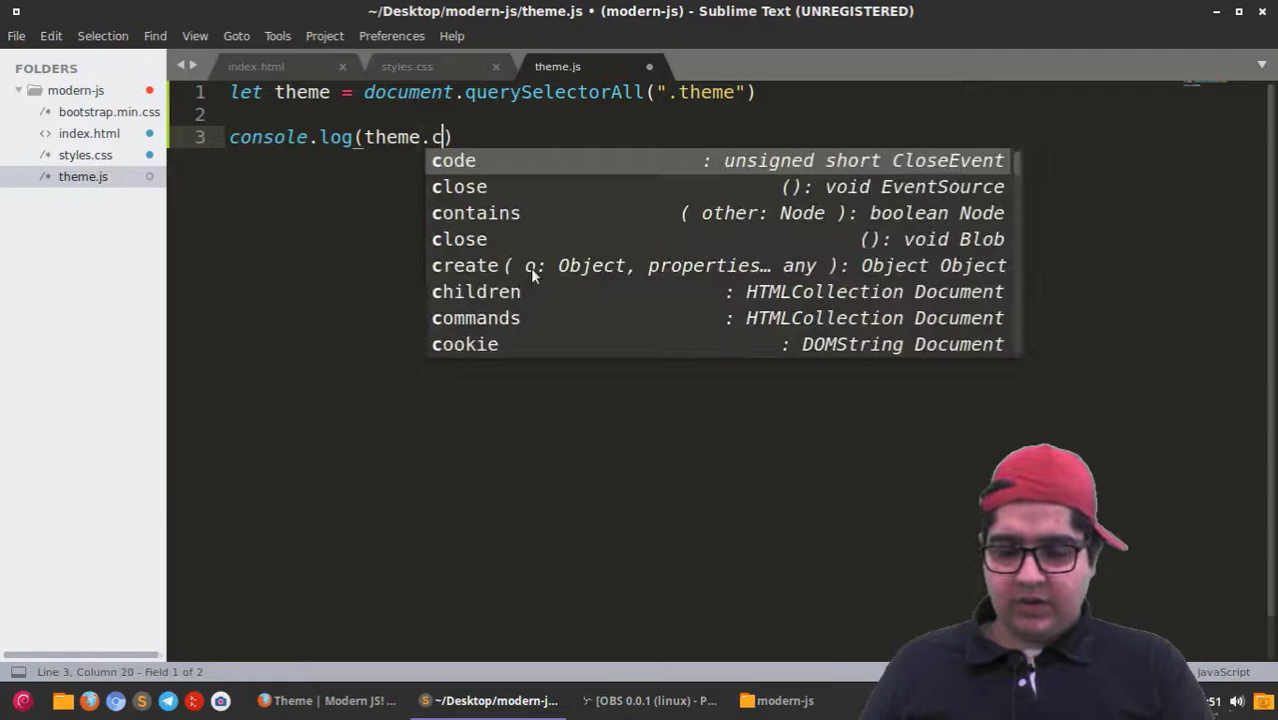 ~/Desktop/modern-js/theme.js • (modern-js) - Sublime Text (UNREGISTERED)
File Edit Selection Find View Goto Tools Project Preferences Help
FOLDERS
modern-js
bootstrap.min.css
index.html
styles.css
theme.js
index.html styles.css theme.js
1 let theme = document.querySelectorAll(".theme")
2
3 console.log(theme.c)
code : unsigned short CloseEvent
close (): void EventSource
contains ( other: Node ): boolean Node
close (): void Blob
create( o: Object, properties… any ): Object Object
children : HTMLCollection Document
commands : HTMLCollection Document
cookie : DOMString Document
Line 3, Column 20 - Field 1 of 2
JavaScript
Theme | Modern JS! - ... ~/Desktop/modern-j... [OBS 0.0.1 (linux) - P... modern-js
:51